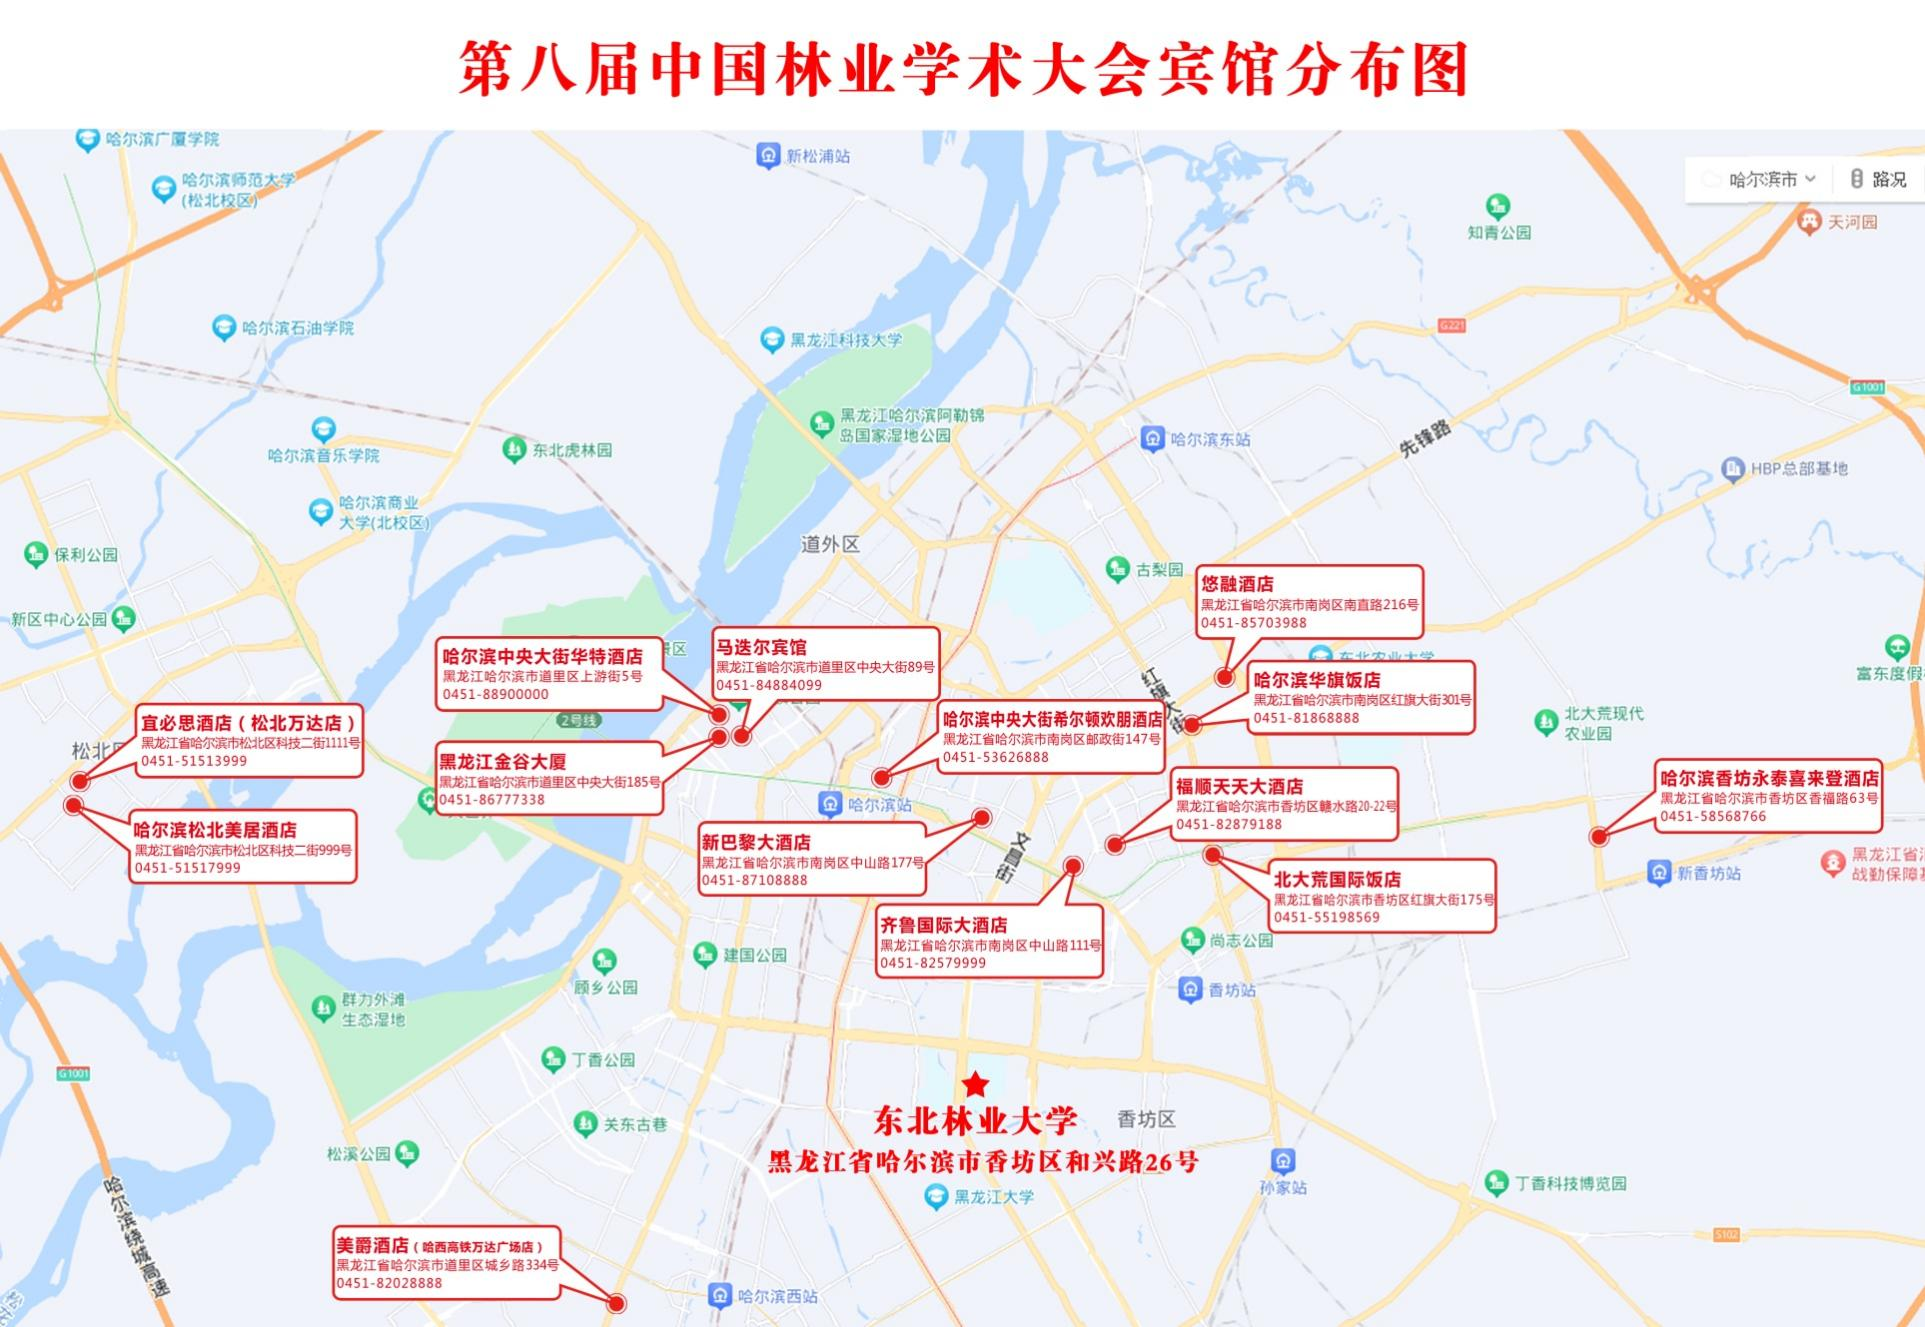 第八届中国林业学术大会宾馆分布图
哈尔滨广厦学院
哈尔滨师范大学
(松北校区)
新松浦站
哈尔滨市
路况
知青公园
天河园
哈尔滨石油学院
黑龙江科技大学
G221
G1001
黑龙江哈尔滨阿勒锦
岛国家湿地公园
哈尔滨音乐学院
东北虎林园
哈尔滨东站
先锋路
HBP总部基地
哈尔滨商业
大学(北校区)
保利公园
道外区
古梨园
新区中心公园
悠融酒店
黑龙江省哈尔滨市南岗区南直路216号
0451-85703988
哈尔滨中央大街华特酒店
黑龙江哈尔滨市道里区上游街5号
0451-88900000
景区
马迭尔宾馆
黑龙江省哈尔滨市道里区中央大街89号
0451-84884099
东北农业大学
红旗大街
哈尔滨华旗饭店
黑龙江省哈尔滨市南岗区红旗大街301号
0451-81868888
富东度假
宜必思酒店（松北万达店）
黑龙江省哈尔滨市松北区科技二街1111号
0451-51513999
松北区
2号线
哈尔滨中央大街希尔顿欢朋酒店
黑龙江省哈尔滨市南岗区邮政街147号
0451-53626888
北大荒现代
农业园
黑龙江金谷大厦
黑龙江省哈尔滨市道里区中央大街185号
0451-86777338
福顺天天大酒店
黑龙江省哈尔滨市香坊区赣水路20-22号
0451-82879188
哈尔滨香坊永泰喜来登酒店
黑龙江省哈尔滨市香坊区香福路63号
0451-58568766
哈尔滨站
哈尔滨松北美居酒店
黑龙江省哈尔滨市松北区科技二街999号
0451-51517999
新巴黎大酒店
黑龙江省哈尔滨市南岗区中山路177号
0451-87108888
文昌街
北大荒国际饭店
黑龙江省哈尔滨市香坊区红旗大街175号
0451-55198569
新香坊站
黑龙江省消
战勤保障基
齐鲁国际大酒店
黑龙江省哈尔滨市南岗区中山路111号
0451-82579999
尚志公园
建国公园
顾乡公园
香坊站
群力外滩
生态湿地
丁香公园
G1001
关东古巷
东北林业大学
黑龙江省哈尔滨市香坊区和兴路26号
香坊区
松溪公园
黑龙江大学
孙家站
丁香科技博览园
哈尔滨绕城高速
S102
美爵酒店（哈西高铁万达广场店）
黑龙江省哈尔滨市道里区城乡路334号
0451-82028888
哈尔滨西站